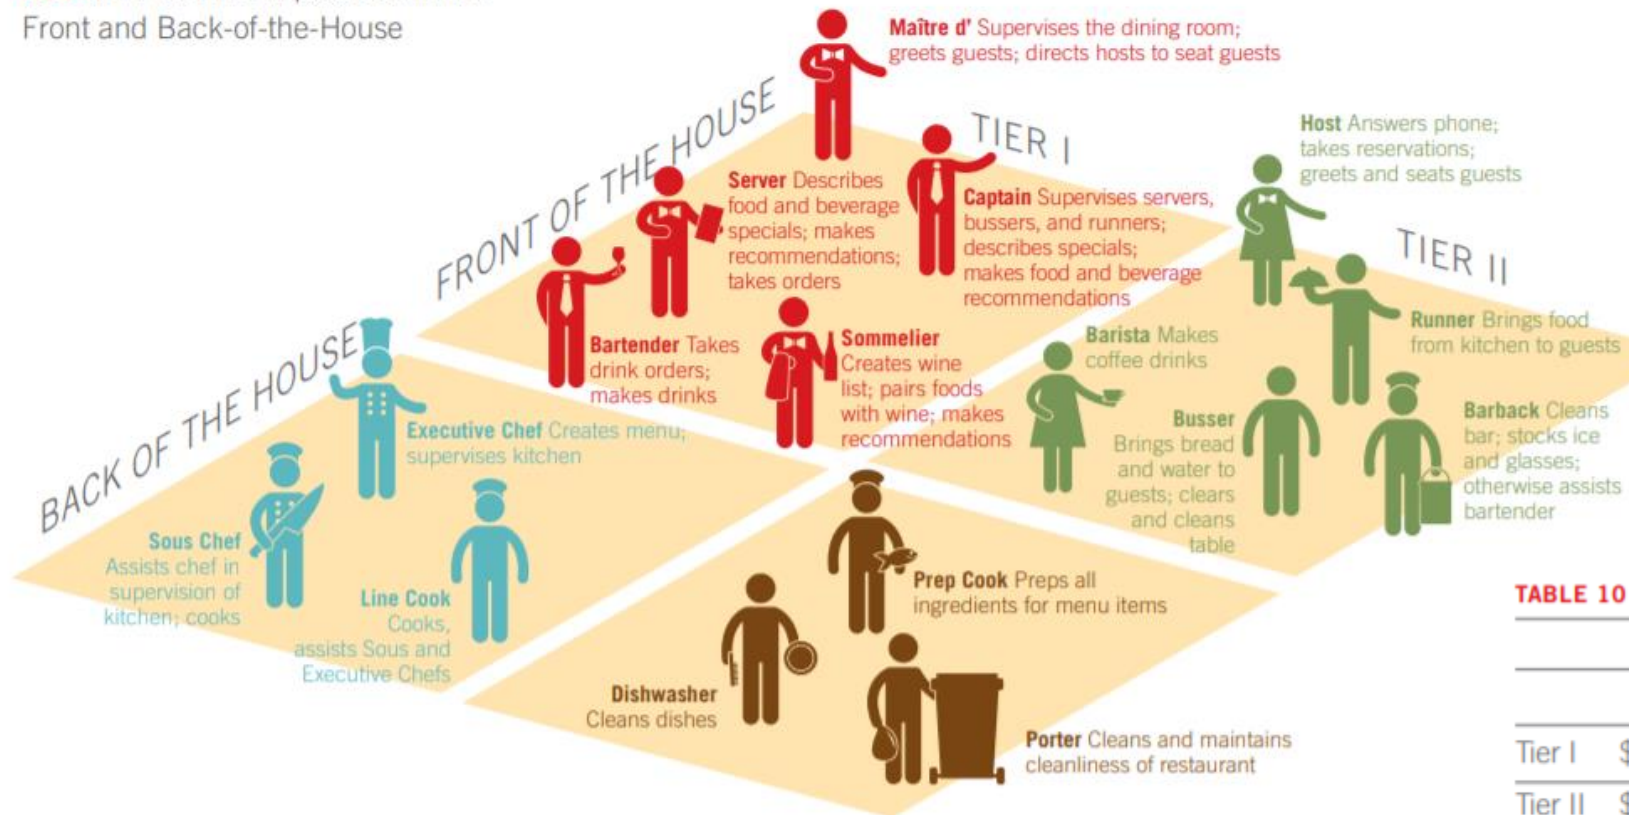 Front and Back-of-the-House
Maître d' Supervises the dining room;
greets guests; directs hosts to seat guests
FRONT OF THE HOUSE
TIER I
Server Describes
food and beverage
specials; makes
recommendations;
takes orders
Captain Supervises servers,
bussers, and runners;
describes specials;
makes food and beverage
recommendations
Bartender Takes
drink orders;
makes drinks
Sommelier
Creates wine
list; pairs foods
with wine; makes
recommendations
Host Answers phone;
takes reservations;
greets and seats guests
TIER II
Runner Brings food
from kitchen to guests
Barista Makes
coffee drinks
Busser
Brings bread
and water to
guests; clears
and cleans
table
Barback Cleans
bar; stocks ice
and glasses;
otherwise assists
bartender
BACK OF THE HOUSE
Executive Chef Creates menu;
supervises kitchen
Sous Chef
Assists chef in
supervision of
kitchen; cooks
Line Cook
Cooks,
assists Sous and
Executive Chefs
Prep Cook Preps all
ingredients for menu items
Dishwasher
Cleans dishes
Porter Cleans and maintains
cleanliness of restaurant
TABLE 10
Tier I $
Tier II $